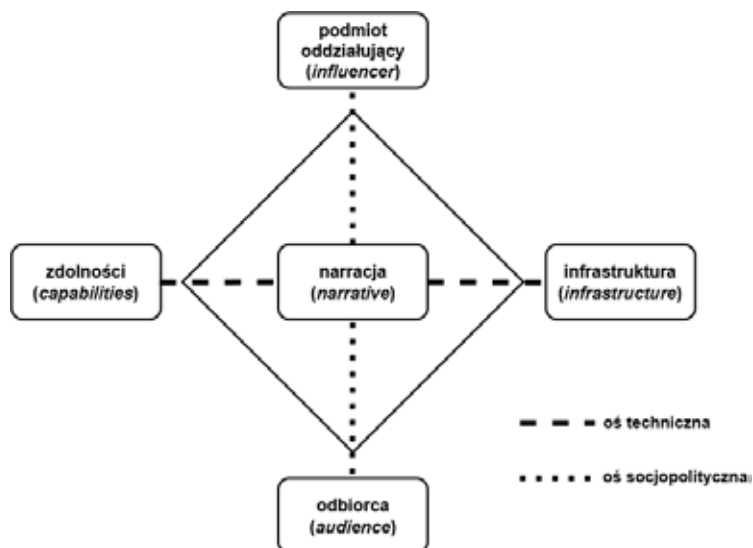 podmiot
oddziałujący
(influencer)
zdolności
(capabilities)
narracja
(narrative)
infrastruktura
(infrastructure)
oś techniczna
oś socjopolityczna
odbiorca
(audience)